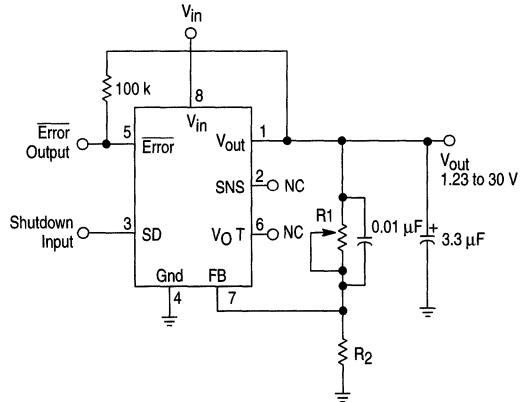 Vin
100 k
8
Vin
Error
Output
5
Error
Vout
1
Vout
1.23 to 30 V
SNS
2
NC
Shutdown
Input
3
SD
VO T
6
NC
R1
0.01 µF
+
3.3 µF
Gnd
FB
4
7
R2